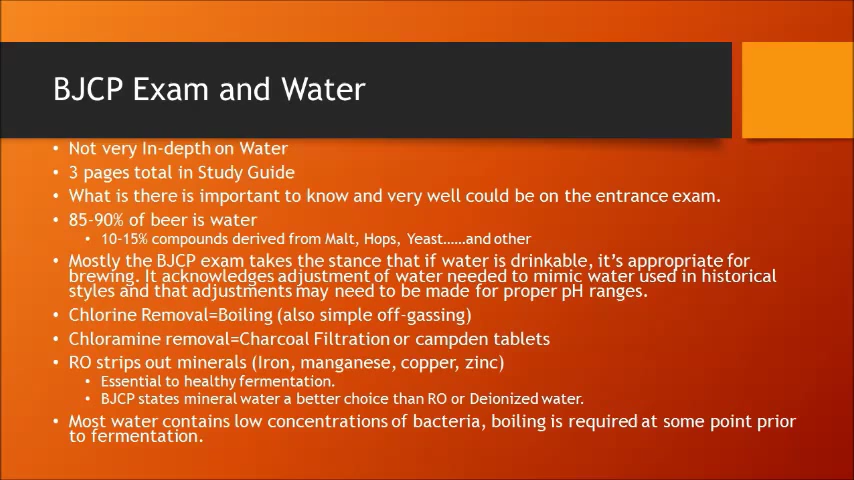 BJCP Exam and Water
• Not very In-depth on Water
• 3 pages total in Study Guide
• What is there is important to know and very well could be on the entrance exam.
• 85-90% of beer is water
• 10-15% compounds derived from Malt, Hops, Yeast……and other
• Mostly the BJCP exam takes the stance that if water is drinkable, it’s appropriate for
brewing. It acknowledges adjustment of water needed to mimic water used in historical
styles and that adjustments may need to be made for proper pH ranges.
• Chlorine Removal=Boiling (also simple off-gassing)
• Chloramine removal=Charcoal Filtration or campden tablets
• RO strips out minerals (Iron, manganese, copper, zinc)
• Essential to healthy fermentation.
• BJCP states mineral water a better choice than RO or Deionized water.
• Most water contains low concentrations of bacteria, boiling is required at some point prior
to fermentation.